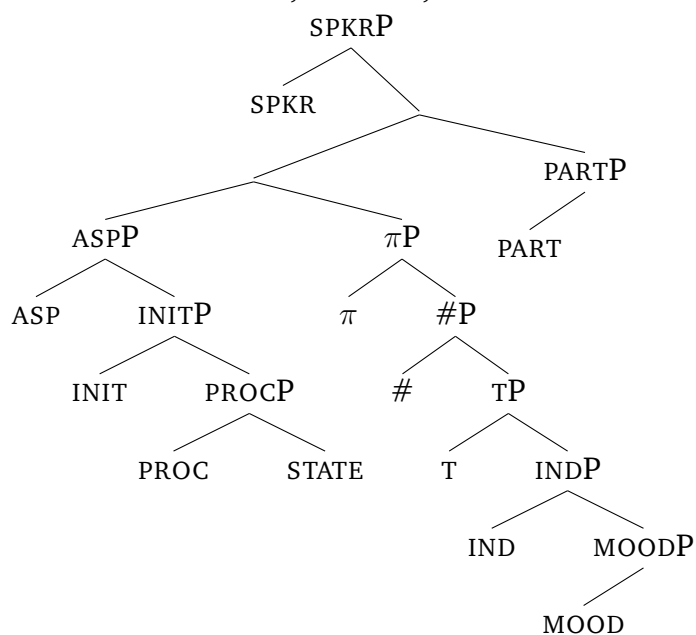 SPKRP
SPKR
PARTP
ASPP πP PART
ASP INITP π #P
INIT PROCP # TP
PROC STATE T INDP
IND MOODP
MOOD